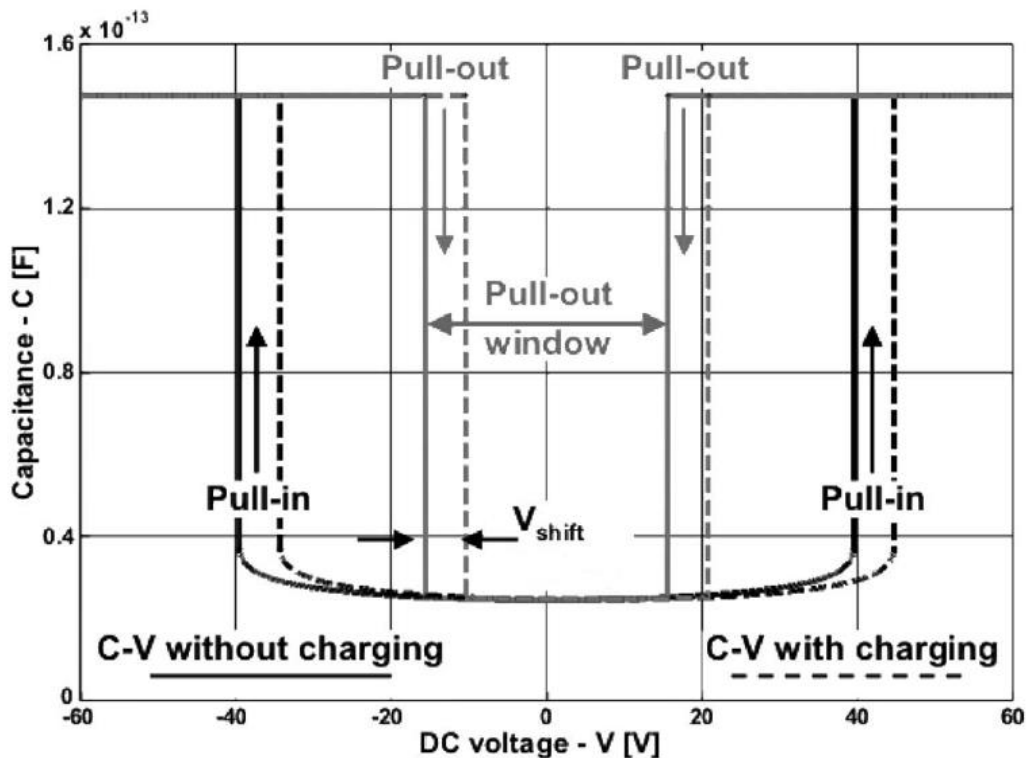 1.6 x 10⁻¹³
Pull-out
Pull-out
1.2
Pull-out
window
0.8
Pull-in
Pull-in
Vshift
0.4
C-V without charging
C-V with charging
0
-60
-40
-20
0
20
40
60
DC voltage - V [V]
Capacitance - C [F]